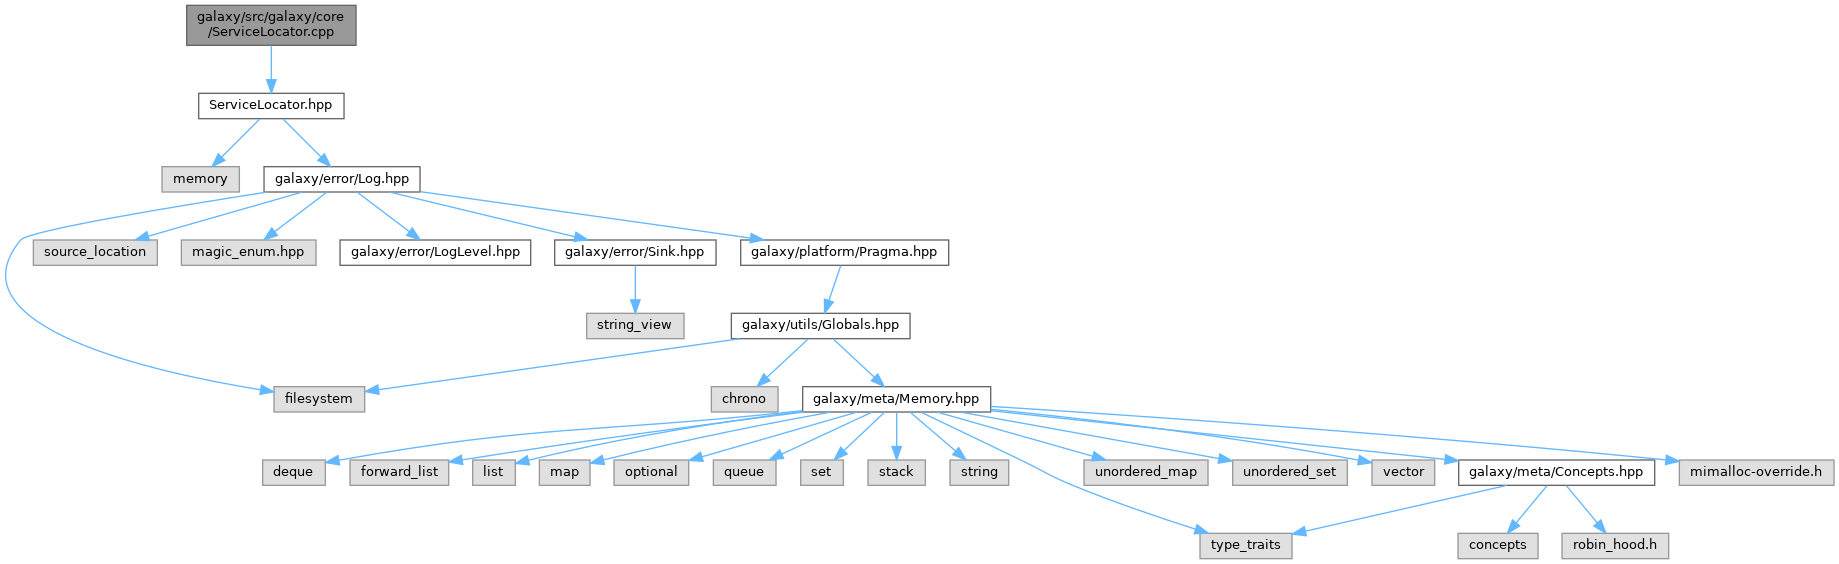 galaxy/src/galaxy/core
/ServiceLocator.cpp
ServiceLocator.hpp
memory
galaxy/error/Log.hpp
source_location
magic_enum.hpp
galaxy/error/LogLevel.hpp
galaxy/error/Sink.hpp
galaxy/platform/Pragma.hpp
string_view
galaxy/utils/Globals.hpp
filesystem
chrono
galaxy/meta/Memory.hpp
deque
forward_list
list
map
optional
queue
set
stack
string
unordered_map
unordered_set
vector
galaxy/meta/Concepts.hpp
mimalloc-override.h
type_traits
concepts
robin_hood.h